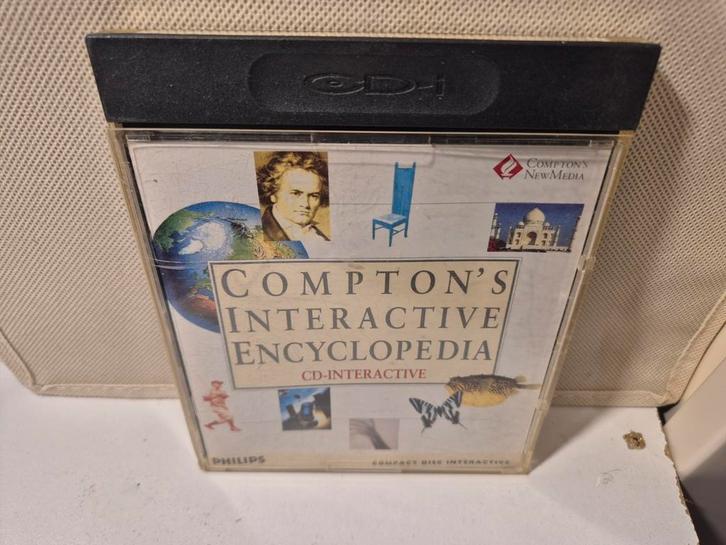 CD-i
COMPTON'S
NEWMEDIA
COMPTON'S
INTERACTIVE
ENCYCLOPEDIA
CD-INTERACTIVE
PHILIPS
COMPACT DISC INTERACTIVE